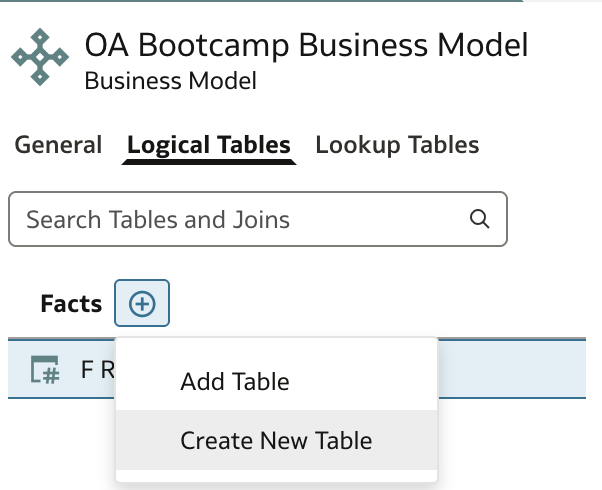 OA Bootcamp Business Model
Business Model
General Logical Tables Lookup Tables
Search Tables and Joins
Facts
F R
Add Table
Create New Table